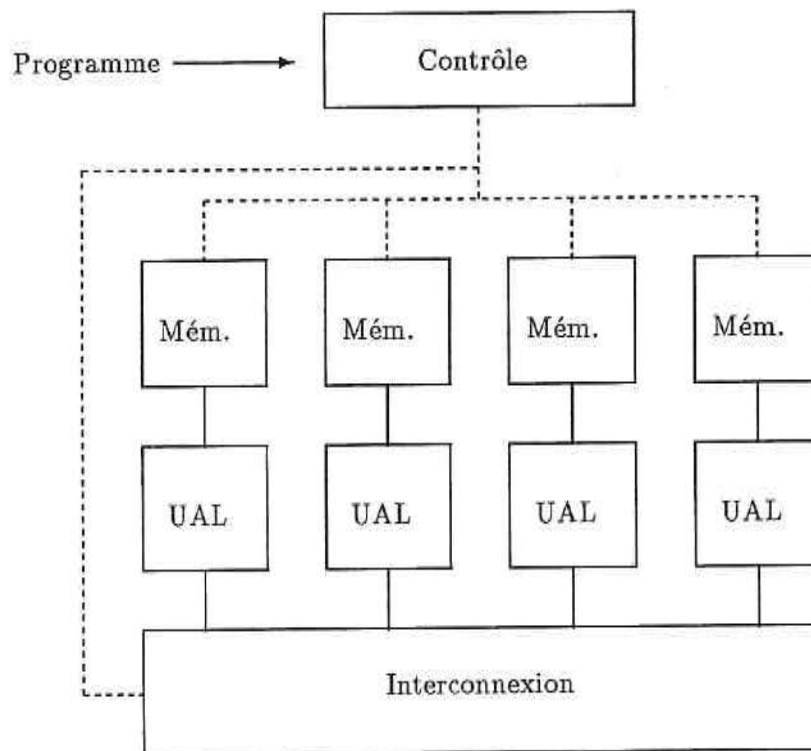 Programme
Contrôle
Mém. Mém. Mém. Mém.
UAL UAL UAL UAL
Interconnexion